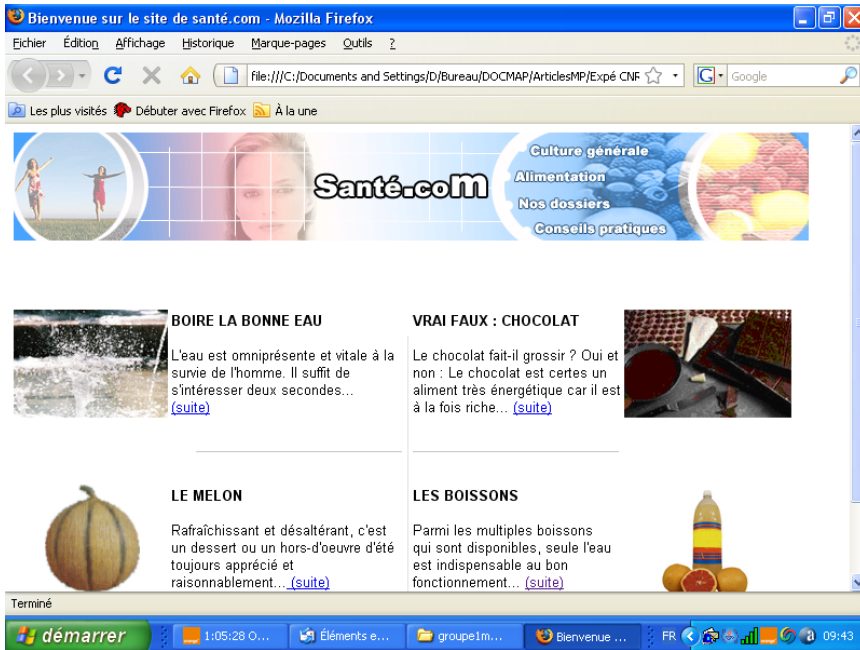 Bienvenue sur le site de santé.com - Mozilla Firefox
Fichier Édition Affichage Historique Marque-pages Outils ?
file:///C:/Documents and Settings/D/Bureau/DOCMAP/ArticlesMP/Expé CNF
Google
Les plus visités Débuter avec Firefox À la une
Santé.com
Culture générale
Alimentation
Nos dossiers
Conseils pratiques
BOIRE LA BONNE EAU
L'eau est omniprésente et vitale à la
survie de l'homme. Il suffit de
s'intéresser deux secondes...
(suite)
VRAI FAUX : CHOCOLAT
Le chocolat fait-il grossir ? Oui et
non : Le chocolat est certes un
aliment très énergétique car il est
à la fois riche... (suite)
LE MELON
Rafraîchissant et désaltérant, c'est
un dessert ou un hors-d'oeuvre d'été
toujours apprécié et
raisonnablement... (suite)
LES BOISSONS
Parmi les multiples boissons
qui sont disponibles, seule l'eau
est indispensable au bon
fonctionnement... (suite)
Terminé
démarrer 1:05:28 O... Éléments e... groupe1m... Bienvenue ... FR 09:43